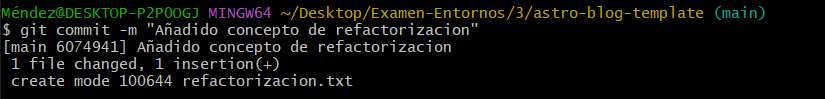 Méndez@DESKTOP-P2POOGJ MINGW64 ~/Desktop/Examen-Entornos/3/astro-blog-template (main)
$ git commit -m "Añadido concepto de refactorizacion"
[main 6074941] Añadido concepto de refactorizacion
 1 file changed, 1 insertion(+)
 create mode 100644 refactorizacion.txt